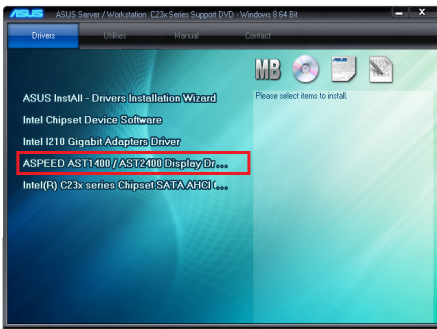 ASUS ASUS Server / Workstation C23x Series Support DVD - Windows 8 64 Bit
Drivers Utilities Manual Contact
MB
Please select items to install.
ASUS InstAll - Drivers Installation Wizard
Intel Chipset Device Software
Intel I210 Gigabit Adapters Driver
ASPEED AST1400 / AST2400 Display Dr...
Intel(R) C23x series Chipset SATA AHCI (...